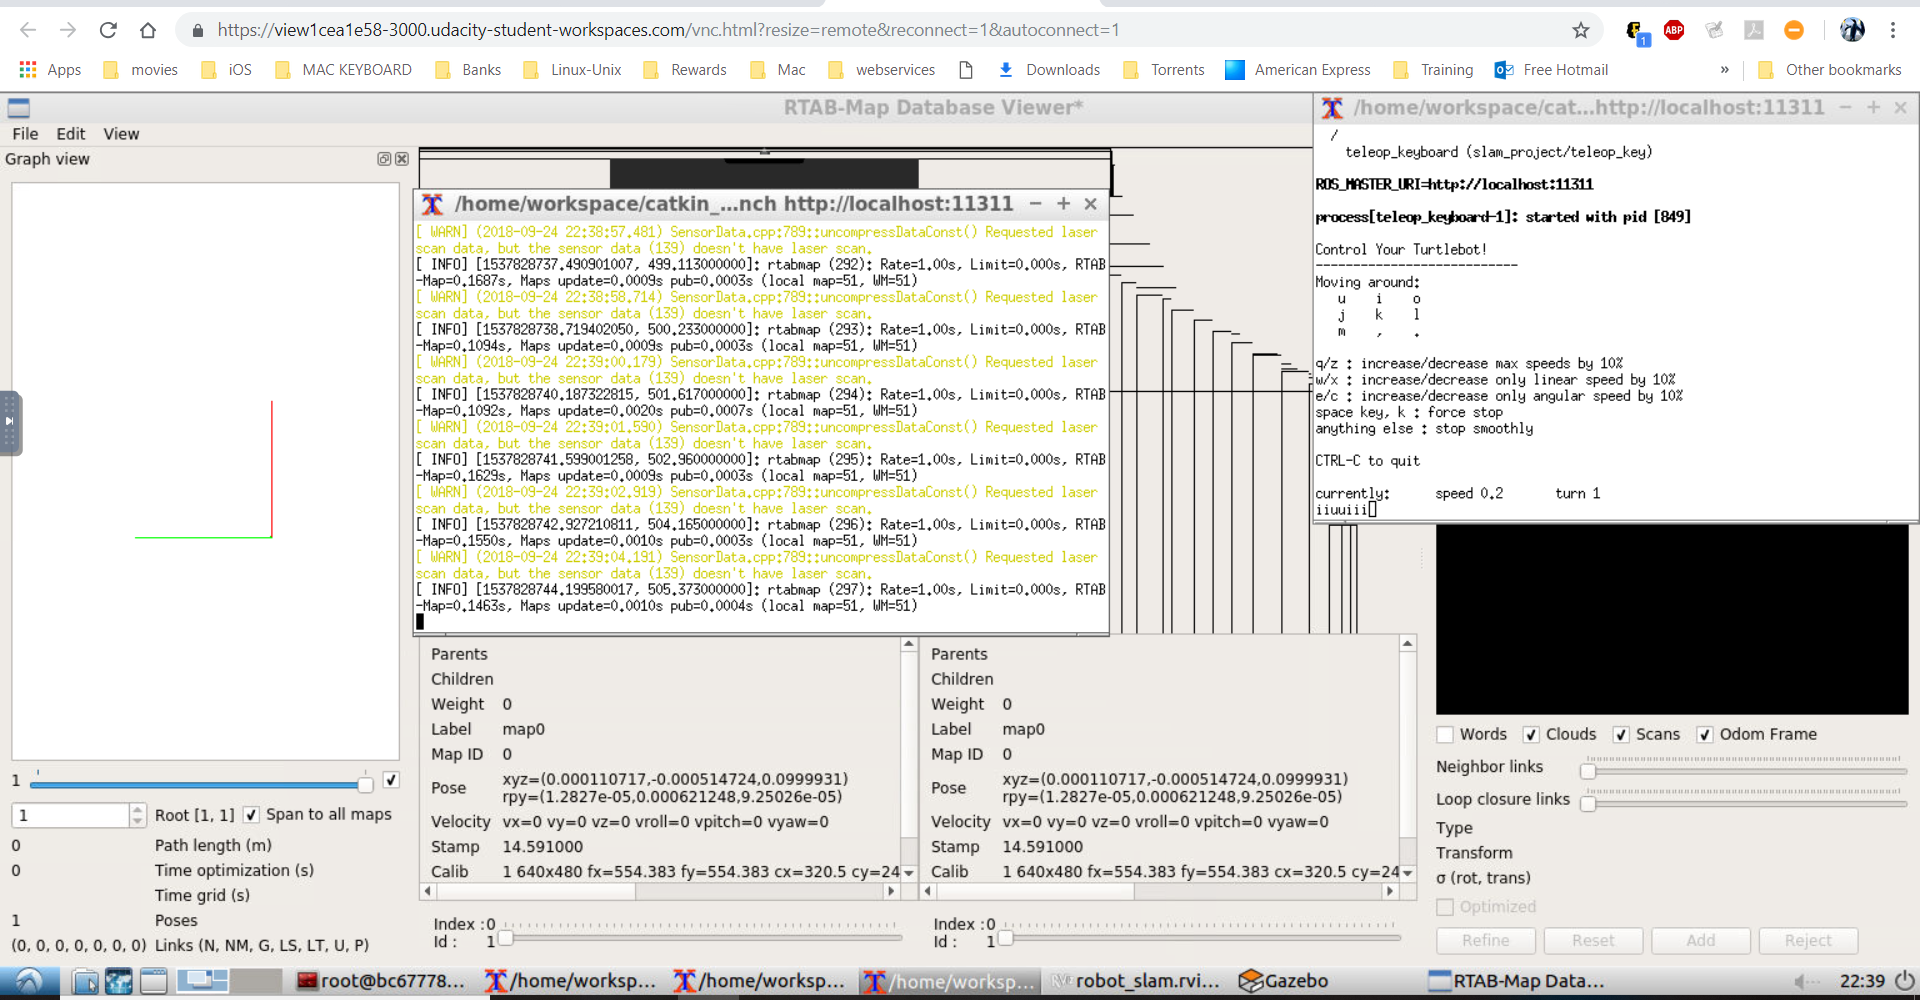 https://view1cea1e58-3000.udacity-student-workspaces.com/vnc.html?resize=remote&reconnect=1&autoconnect=1
1
ABP
Apps
movies
iOS
MAC KEYBOARD
Banks
Linux-Unix
Rewards
Mac
webservices
Downloads
Torrents
American Express
Training
Free Hotmail
»
Other bookmarks
RTAB-Map Database Viewer*
File Edit View
Graph view
/home/workspace/catkin_...nch http://localhost:11311
[ WARN] (2018-09-24 22:38:57.481) SensorData.cpp:789::uncompressDataConst() Requested laser
scan data, but the sensor data (139) doesn't have laser scan.
[ INFO] [1537828737.490901007, 499.113000000]: rtabmap (292): Rate=1.00s, Limit=0.000s, RTAB
-Map=0.1687s, Maps update=0.0009s pub=0.0003s (local map=51, WM=51)
[ WARN] (2018-09-24 22:38:58.714) SensorData.cpp:789::uncompressDataConst() Requested laser
scan data, but the sensor data (139) doesn't have laser scan.
[ INFO] [1537828738.719402050, 500.233000000]: rtabmap (293): Rate=1.00s, Limit=0.000s, RTAB
-Map=0.1094s, Maps update=0.0009s pub=0.0003s (local map=51, WM=51)
[ WARN] (2018-09-24 22:39:00.179) SensorData.cpp:789::uncompressDataConst() Requested laser
scan data, but the sensor data (139) doesn't have laser scan.
[ INFO] [1537828740.187322815, 501.617000000]: rtabmap (294): Rate=1.00s, Limit=0.000s, RTAB
-Map=0.1092s, Maps update=0.0020s pub=0.0007s (local map=51, WM=51)
[ WARN] (2018-09-24 22:39:01.590) SensorData.cpp:789::uncompressDataConst() Requested laser
scan data, but the sensor data (139) doesn't have laser scan.
[ INFO] [1537828741.599001258, 502.960000000]: rtabmap (295): Rate=1.00s, Limit=0.000s, RTAB
-Map=0.1629s, Maps update=0.0009s pub=0.0003s (local map=51, WM=51)
[ WARN] (2018-09-24 22:39:02.919) SensorData.cpp:789::uncompressDataConst() Requested laser
scan data, but the sensor data (139) doesn't have laser scan.
[ INFO] [1537828742.927210811, 504.165000000]: rtabmap (296): Rate=1.00s, Limit=0.000s, RTAB
-Map=0.1550s, Maps update=0.0010s pub=0.0003s (local map=51, WM=51)
[ WARN] (2018-09-24 22:39:04.191) SensorData.cpp:789::uncompressDataConst() Requested laser
scan data, but the sensor data (139) doesn't have laser scan.
[ INFO] [1537828744.199580017, 505.373000000]: rtabmap (297): Rate=1.00s, Limit=0.000s, RTAB
-Map=0.1463s, Maps update=0.0010s pub=0.0004s (local map=51, WM=51)
/home/workspace/cat...http://localhost:11311
/
teleop_keyboard (slam_project/teleop_key)
ROS_MASTER_URI=http://localhost:11311
process[teleop_keyboard-1]: started with pid [849]
Control Your Turtlebot!
---------------------------
Moving around:
u i o
j k l
m , .
q/z : increase/decrease max speeds by 10%
w/x : increase/decrease only linear speed by 10%
e/c : increase/decrease only angular speed by 10%
space key, k : force stop
anything else : stop smoothly
CTRL-C to quit
currently: speed 0.2 turn 1
iiuuiii
1
1 Root [1, 1] Span to all maps
0 Path length (m)
0 Time optimization (s)
Time grid (s)
1 Poses
(0, 0, 0, 0, 0, 0, 0) Links (N, NM, G, LS, LT, U, P)
Parents
Children
Weight 0
Label map0
Map ID 0
Pose xyz=(0.000110717,-0.000514724,0.0999931)
rpy=(1.2827e-05,0.000621248,9.25026e-05)
Velocity vx=0 vy=0 vz=0 vroll=0 vpitch=0 vyaw=0
Stamp 14.591000
Calib 1 640x480 fx=554.383 fy=554.383 cx=320.5 cy=24
Index :0
Id : 1
Parents
Children
Weight 0
Label map0
Map ID 0
Pose xyz=(0.000110717,-0.000514724,0.0999931)
rpy=(1.2827e-05,0.000621248,9.25026e-05)
Velocity vx=0 vy=0 vz=0 vroll=0 vpitch=0 vyaw=0
Stamp 14.591000
Calib 1 640x480 fx=554.383 fy=554.383 cx=320.5 cy=24
Index :0
Id : 1
Words Clouds Scans Odom Frame
Neighbor links
Loop closure links
Type
Transform
σ (rot, trans)
Optimized
Refine Reset Add Reject
root@bc67778...
/home/worksp...
/home/worksp...
/home/worksp...
robot_slam.rvi...
Gazebo
RTAB-Map Data...
22:39